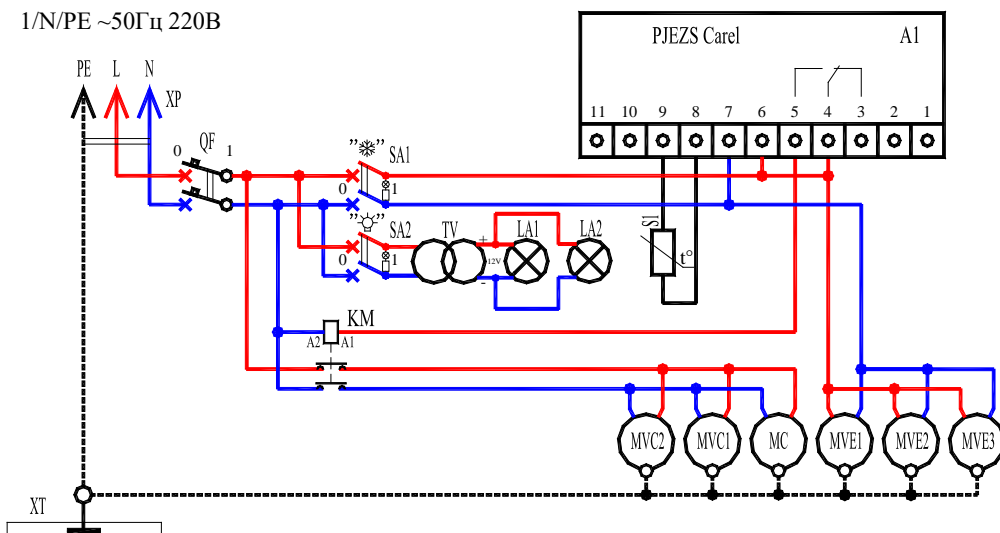 1/N/PE ~50Гц 220В
PJEZS Carel A1
PE L N
XP
11 10 9 8 7 6 5 4 3 2 1
QF
0 1
"❄" SA1
0 1
SA2
0 1
TV
+
12V
-
LA1
LA2
S1
t°
KM
A2 A1
MVC2 MVC1 MC MVE1 MVE2 MVE3
XT